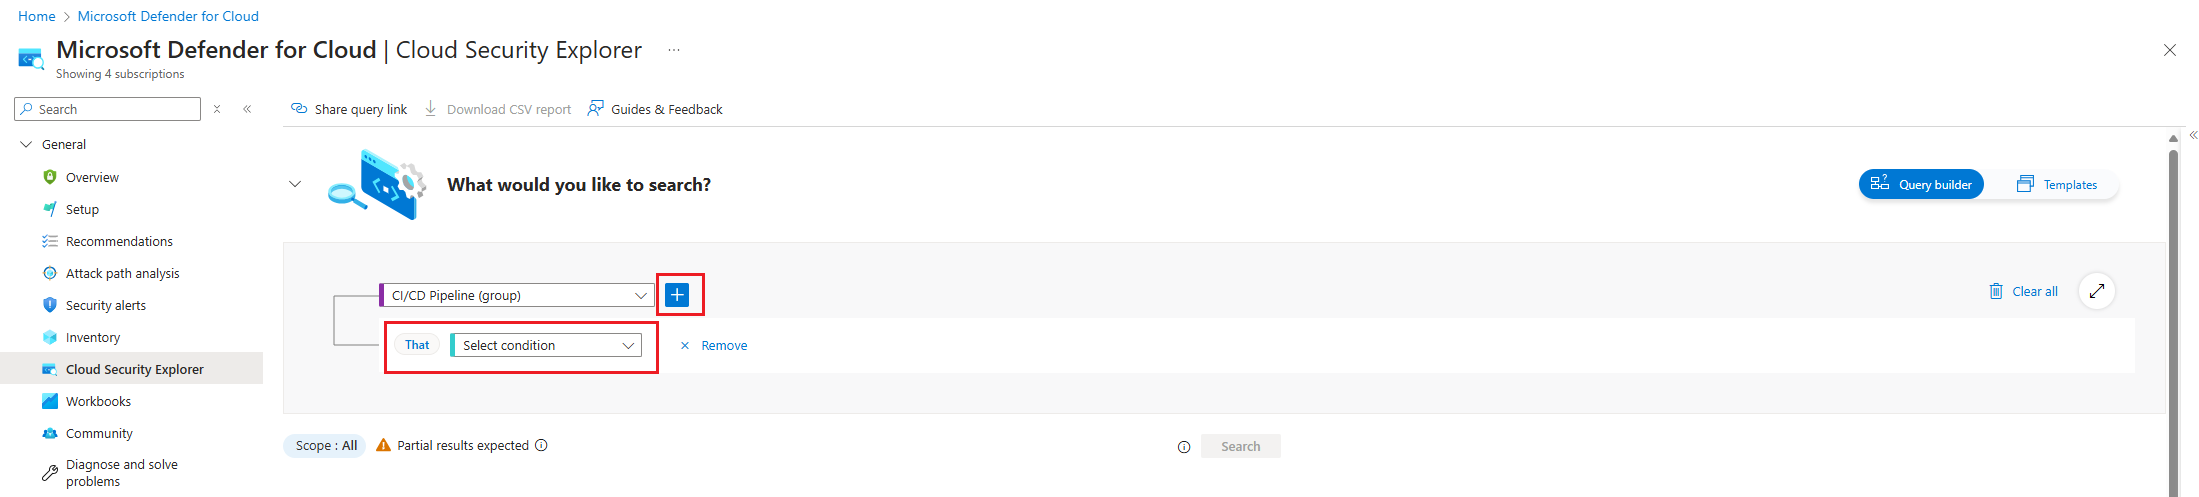 Home > Microsoft Defender for Cloud
Microsoft Defender for Cloud | Cloud Security Explorer ...
Showing 4 subscriptions
Search
Share query link
Download CSV report
Guides & Feedback
General
Overview
Setup
Recommendations
Attack path analysis
Security alerts
Inventory
Cloud Security Explorer
Workbooks
Community
Diagnose and solve
problems
What would you like to search?
Query builder
Templates
CI/CD Pipeline (group)
Clear all
That
Select condition
Remove
Scope : All
Partial results expected
Search